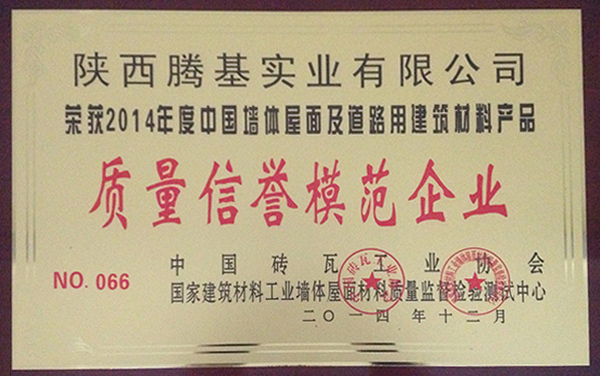 陕西腾基实业有限公司
荣获2014年度中国墙体屋面及道路用建筑材料产品
质量信誉模范企业
NO. 066
中国砖瓦工业协会
国家建筑材料工业墙体屋面材料质量监督检验测试中心
二〇一四年十二月